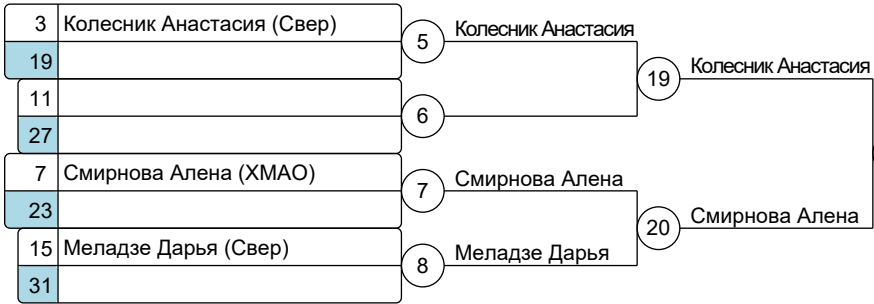 3 Колесник Анастасия (Свер)
5 Колесник Анастасия
19
19 Колесник Анастасия
11
6
27
7 Смирнова Алена (ХМАО)
7 Смирнова Алена
23
20 Смирнова Алена
15 Меладзе Дарья (Свер)
8 Меладзе Дарья
31